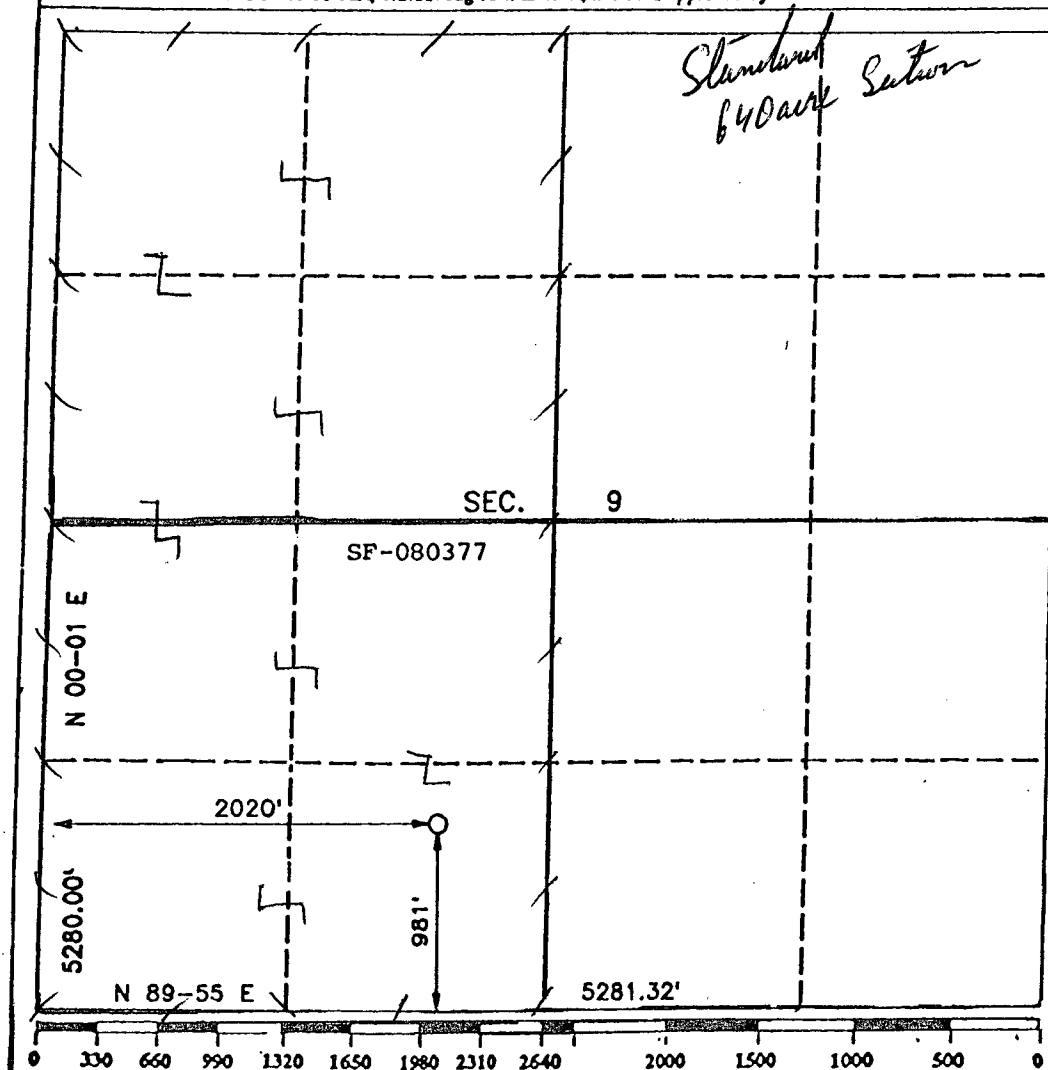 Standard
640 acre Section
SEC. 9
SF-080377
N 00-01 E
2020'
981'
5280.00'
N 89-55 E
5281.32'
0 330 660 990 1320 1650 1980 2310 2640 2000 1500 1000 500 0